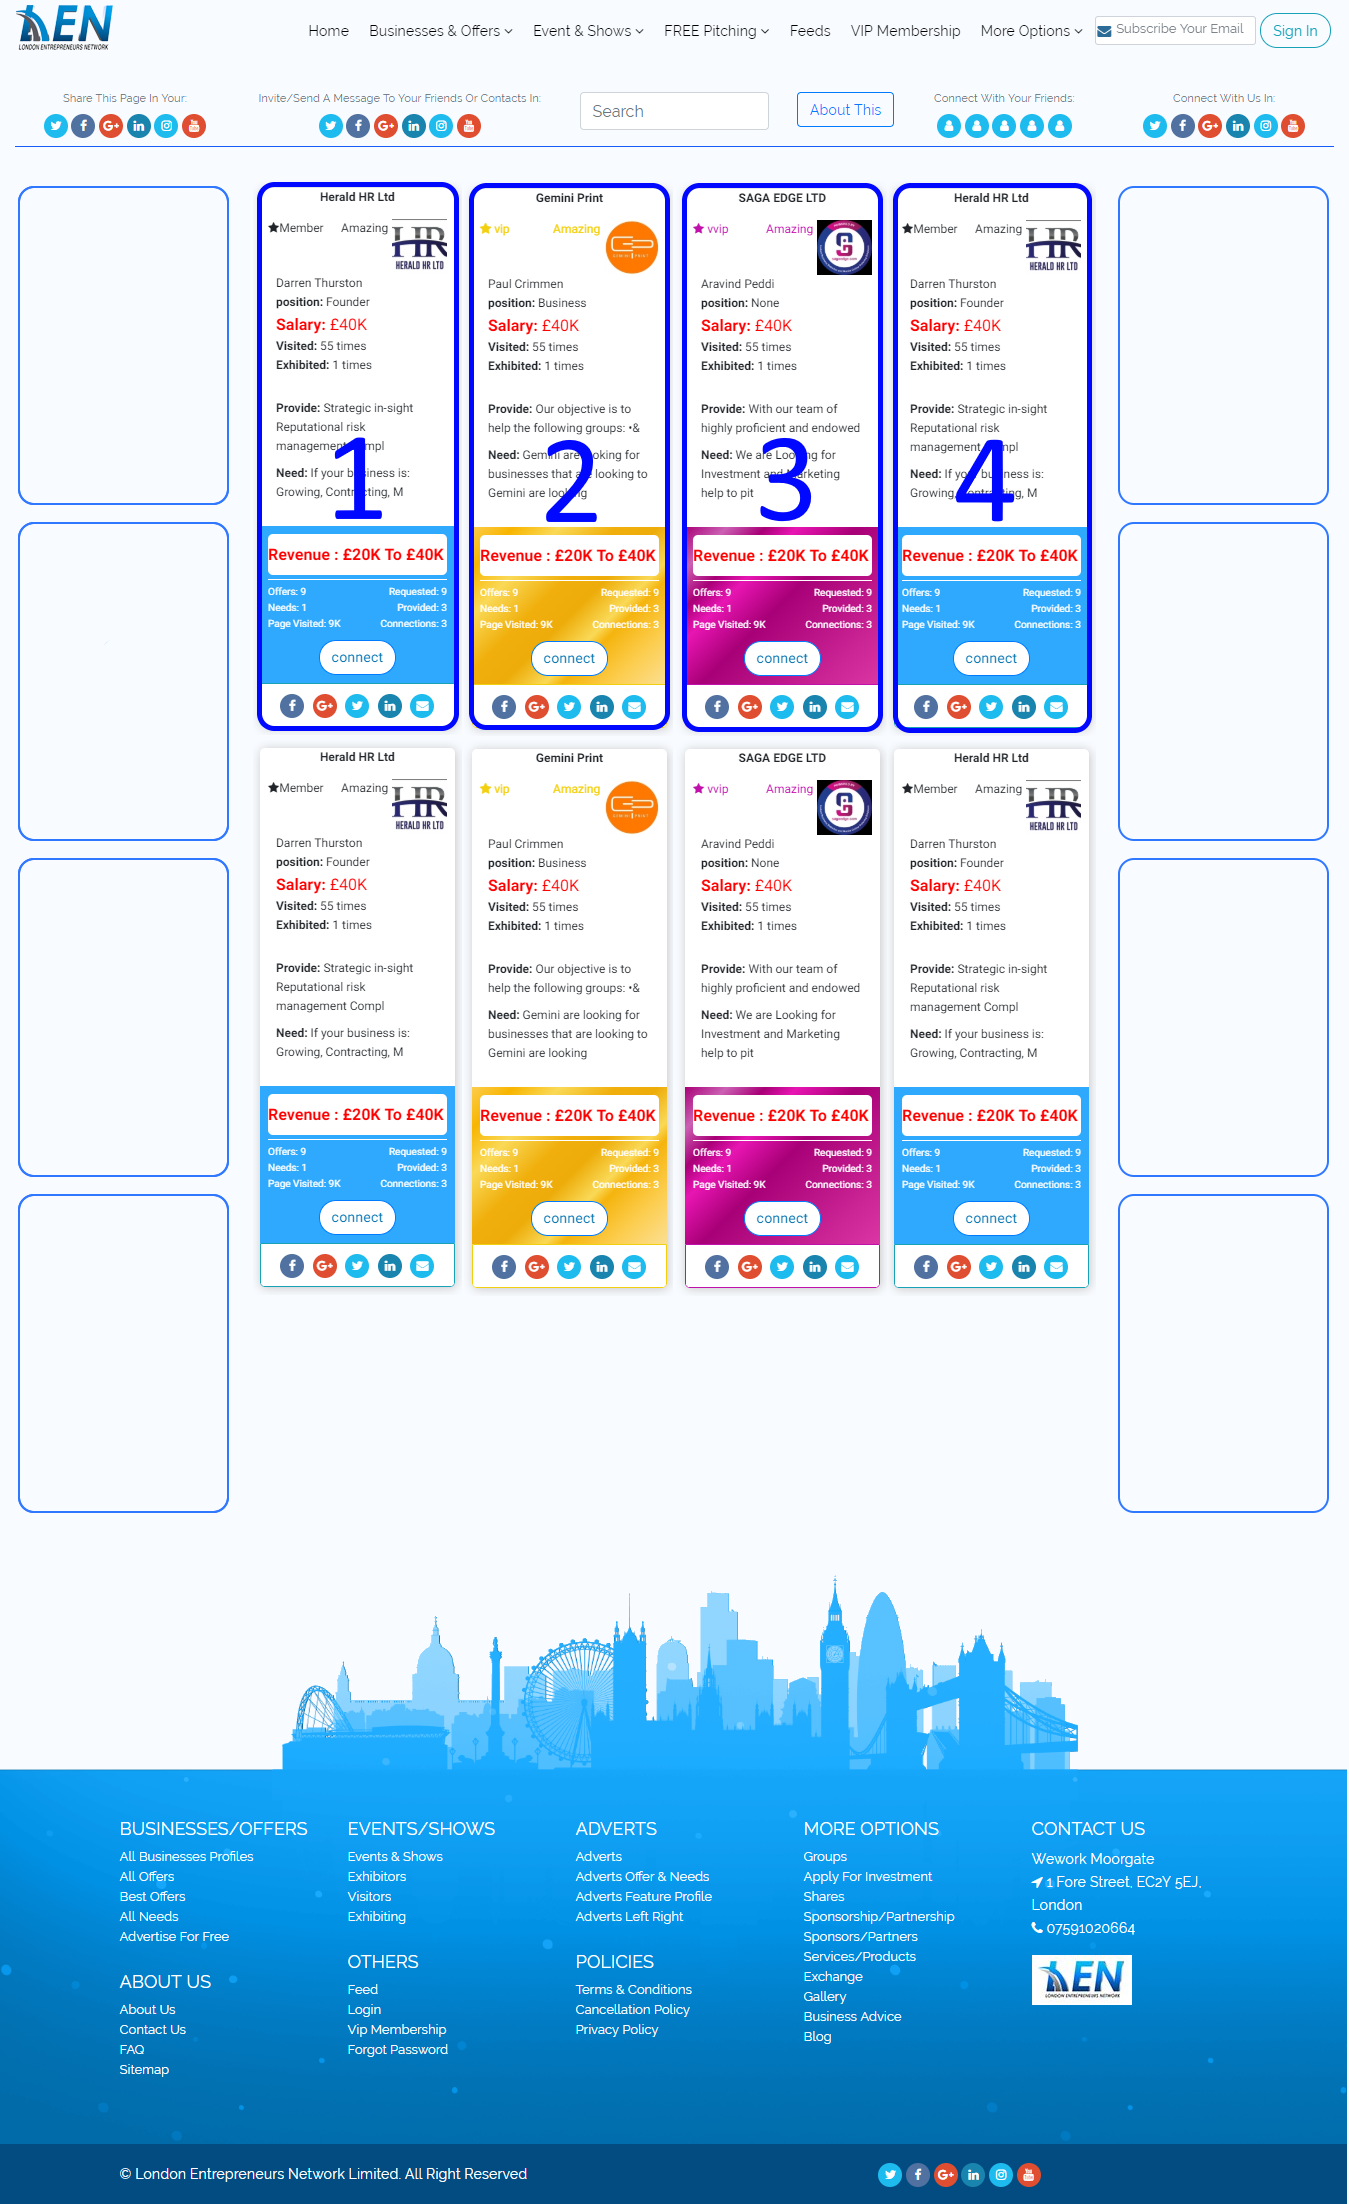 LEN
LONDON ENTREPRENEURS NETWORK
Home Businesses & Offers Event & Shows FREE Pitching Feeds VIP Membership More Options Subscribe Your Email Sign In
Share This Page In Your: Invite/Send A Message To Your Friends Or Contacts In: Search About This Connect With Your Friends: Connect With Us In:
Herald HR Ltd
Member Amazing
HR
HERALD HR LTD
Darren Thurston
position: Founder
Salary: £40K
Visited: 55 times
Exhibited: 1 times
Provide: Strategic in-sight
Reputational risk
management Compl
Need: If your business is:
Growing, Contracting, M
1
Revenue : £20K To £40K
Offers: 9 Requested: 9
Needs: 1 Provided: 3
Page Visited: 9K Connections: 3
connect
Gemini Print
vip Amazing
GEMINI PRINT
Paul Crimmen
position: Business
Salary: £40K
Visited: 55 times
Exhibited: 1 times
Provide: Our objective is to
help the following groups: •&
Need: Gemini are looking for
businesses that are looking to
Gemini are looking
2
Revenue : £20K To £40K
Offers: 9 Requested: 9
Needs: 1 Provided: 3
Page Visited: 9K Connections: 3
connect
SAGA EDGE LTD
vvip Amazing
Aravind Peddi
position: None
Salary: £40K
Visited: 55 times
Exhibited: 1 times
Provide: With our team of
highly proficient and endowed
Need: We are Looking for
Investment and Marketing
help to pit
3
Revenue : £20K To £40K
Offers: 9 Requested: 9
Needs: 1 Provided: 3
Page Visited: 9K Connections: 3
connect
Herald HR Ltd
Member Amazing
HR
HERALD HR LTD
Darren Thurston
position: Founder
Salary: £40K
Visited: 55 times
Exhibited: 1 times
Provide: Strategic in-sight
Reputational risk
management Compl
Need: If your business is:
Growing, Contracting, M
4
Revenue : £20K To £40K
Offers: 9 Requested: 9
Needs: 1 Provided: 3
Page Visited: 9K Connections: 3
connect
Herald HR Ltd
Member Amazing
HR
HERALD HR LTD
Darren Thurston
position: Founder
Salary: £40K
Visited: 55 times
Exhibited: 1 times
Provide: Strategic in-sight
Reputational risk
management Compl
Need: If your business is:
Growing, Contracting, M
Revenue : £20K To £40K
Offers: 9 Requested: 9
Needs: 1 Provided: 3
Page Visited: 9K Connections: 3
connect
Gemini Print
vip Amazing
GEMINI PRINT
Paul Crimmen
position: Business
Salary: £40K
Visited: 55 times
Exhibited: 1 times
Provide: Our objective is to
help the following groups: •&
Need: Gemini are looking for
businesses that are looking to
Gemini are looking
Revenue : £20K To £40K
Offers: 9 Requested: 9
Needs: 1 Provided: 3
Page Visited: 9K Connections: 3
connect
SAGA EDGE LTD
vvip Amazing
Aravind Peddi
position: None
Salary: £40K
Visited: 55 times
Exhibited: 1 times
Provide: With our team of
highly proficient and endowed
Need: We are Looking for
Investment and Marketing
help to pit
Revenue : £20K To £40K
Offers: 9 Requested: 9
Needs: 1 Provided: 3
Page Visited: 9K Connections: 3
connect
Herald HR Ltd
Member Amazing
HR
HERALD HR LTD
Darren Thurston
position: Founder
Salary: £40K
Visited: 55 times
Exhibited: 1 times
Provide: Strategic in-sight
Reputational risk
management Compl
Need: If your business is:
Growing, Contracting, M
Revenue : £20K To £40K
Offers: 9 Requested: 9
Needs: 1 Provided: 3
Page Visited: 9K Connections: 3
connect
BUSINESSES/OFFERS
All Businesses Profiles
All Offers
Best Offers
All Needs
Advertise For Free
ABOUT US
About Us
Contact Us
FAQ
Sitemap
EVENTS/SHOWS
Events & Shows
Exhibitors
Visitors
Exhibiting
OTHERS
Feed
Login
Vip Membership
Forgot Password
ADVERTS
Adverts
Adverts Offer & Needs
Adverts Feature Profile
Adverts Left Right
POLICIES
Terms & Conditions
Cancellation Policy
Privacy Policy
MORE OPTIONS
Groups
Apply For Investment
Shares
Sponsorship/Partnership
Sponsors/Partners
Services/Products
Exchange
Gallery
Business Advice
Blog
CONTACT US
Wework Moorgate
1 Fore Street, EC2Y 5EJ,
London
07591020664
LEN
LONDON ENTREPRENEURS NETWORK
© London Entrepreneurs Network Limited. All Right Reserved